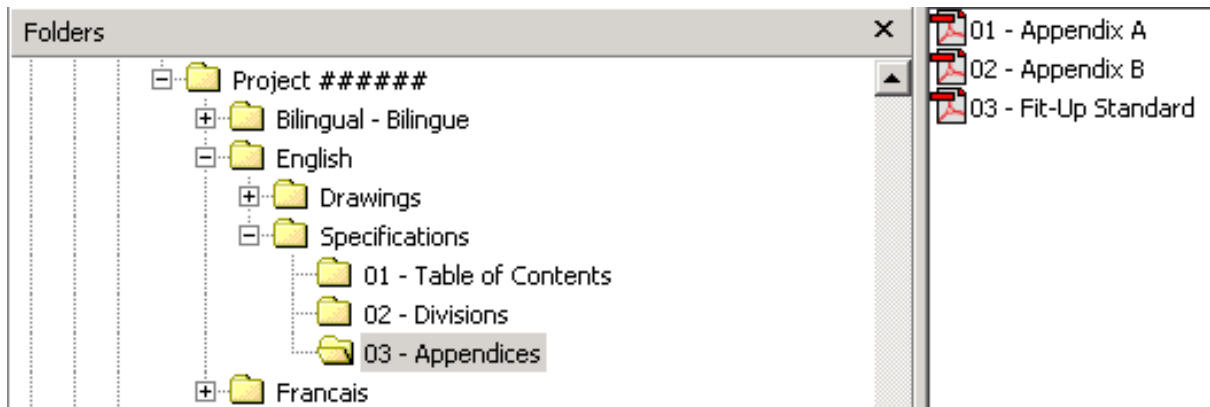 Folders
Project ######
Bilingual - Bilingue
English
Drawings
Specifications
01 - Table of Contents
02 - Divisions
03 - Appendices
Francais
01 - Appendix A
02 - Appendix B
03 - Fit-Up Standard